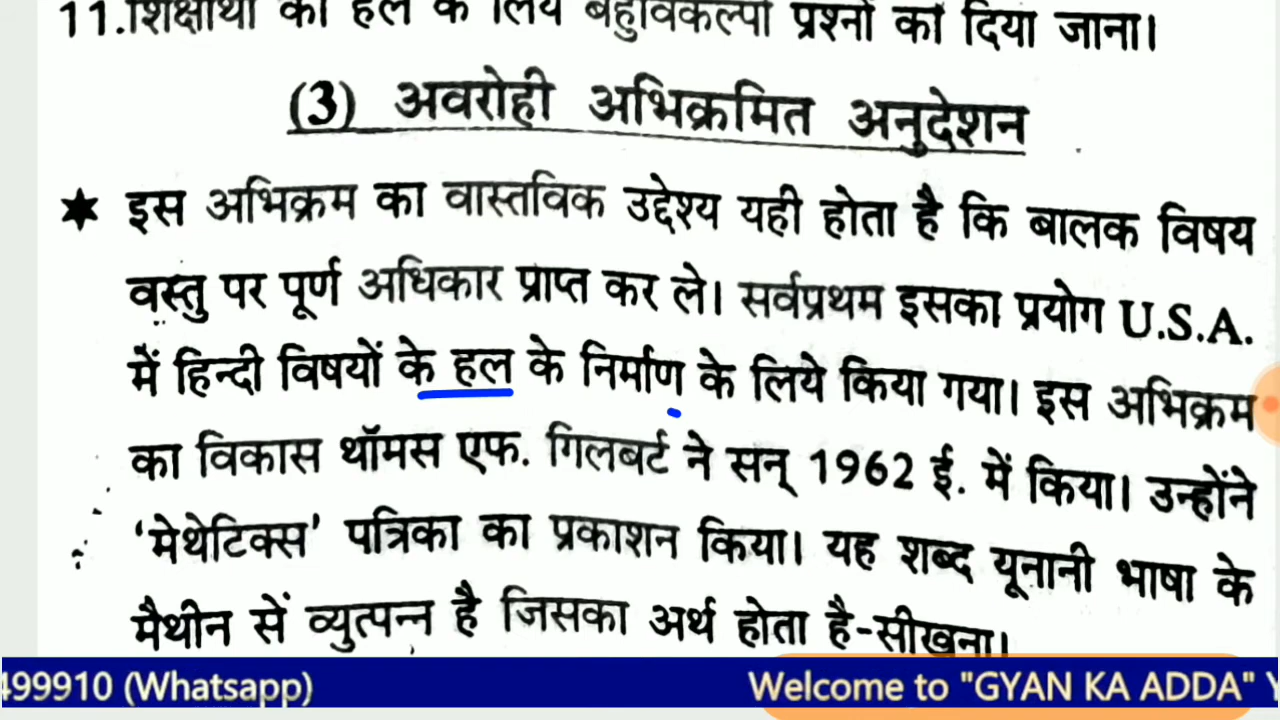 11.शिक्षार्थी को हल के लिये बहुविकल्पी प्रश्नों को दिया जाना।
(3) अवरोही अभिक्रमित अनुदेशन
★ इस अभिक्रम का वास्तविक उद्देश्य यही होता है कि बालक विषय
वस्तु पर पूर्ण अधिकार प्राप्त कर ले। सर्वप्रथम इसका प्रयोग U.S.A.
में हिन्दी विषयों के हल के निर्माण के लिये किया गया। इस अभिक्रम
का विकास थॉमस एफ. गिलबर्ट ने सन् 1962 ई. में किया। उन्होंने
‘मेथेटिक्स’ पत्रिका का प्रकाशन किया। यह शब्द यूनानी भाषा के
मैथीन सें व्युत्पन्न है जिसका अर्थ होता है-सीखना।
499910 (Whatsapp) Welcome to "GYAN KA ADDA" Y